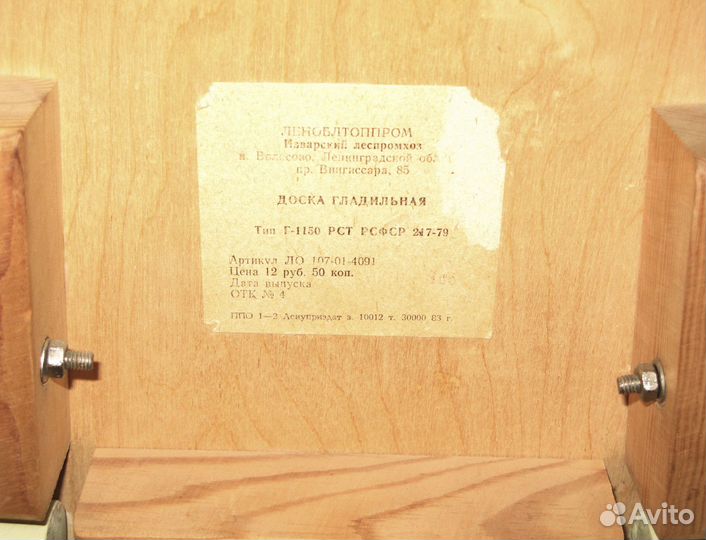 ЛЕНОБЛТОППРОМ
Изварский леспромхоз
п. Волосово, Ленинградской обл.
пр. Вингиссара, 85
ДОСКА ГЛАДИЛЬНАЯ
Тип Г-1150 РСТ РСФСР 217-79
Артикул ЛО 107-01-4091
Цена 12 руб. 50 коп.
Дата выпуска
ОТК № 4
ППО 1—2 Ленуприздат з. 10012 т. 30000 83 г.
Avito